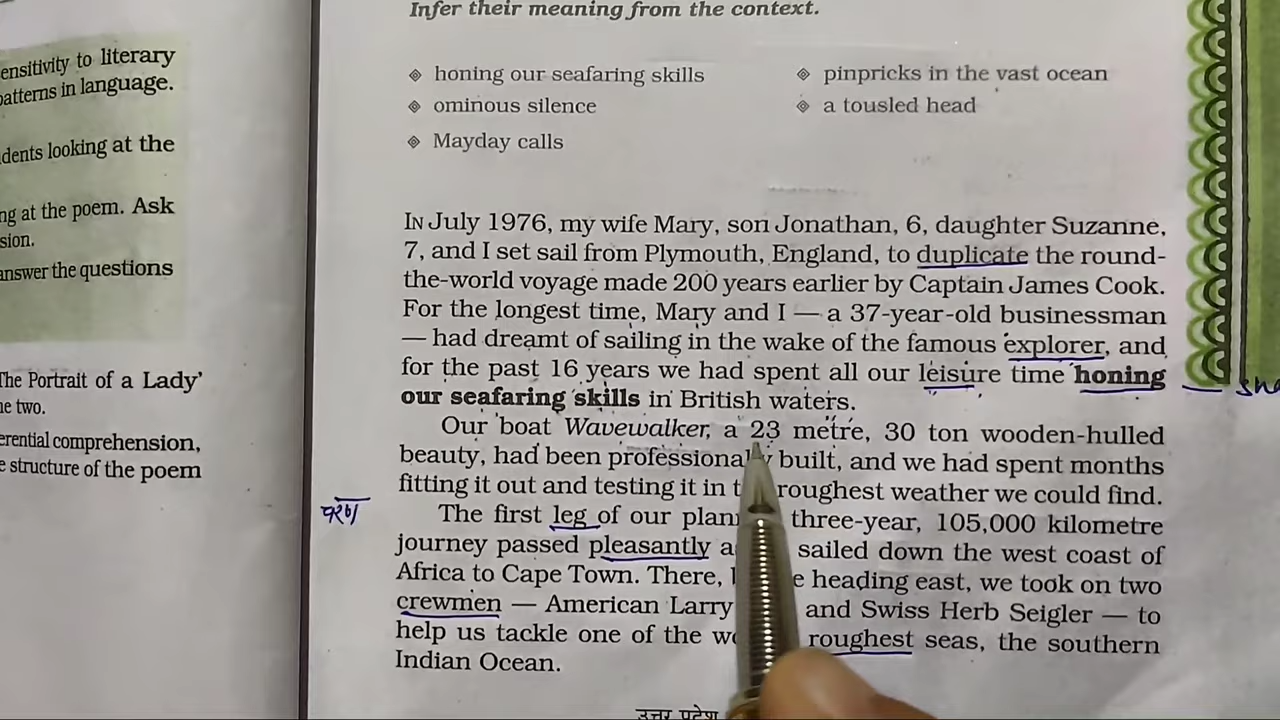 ensitivity to literary
patterns in language.
dents looking at the
ng at the poem. Ask
sion.
answer the questions
The Portrait of a Lady'
ne two.
erential comprehension,
e structure of the poem
Infer their meaning from the context.
honing our seafaring skills
pinpricks in the vast ocean
ominous silence
a tousled head
Mayday calls
IN July 1976, my wife Mary, son Jonathan, 6, daughter Suzanne,
7, and I set sail from Plymouth, England, to duplicate the round-
the-world voyage made 200 years earlier by Captain James Cook.
For the longest time, Mary and I — a 37-year-old businessman
— had dreamt of sailing in the wake of the famous explorer, and
for the past 16 years we had spent all our leisure time honing
our seafaring skills in British waters.
Our boat Wavewalker, a 23 metre, 30 ton wooden-hulled
beauty, had been professionally built, and we had spent months
fitting it out and testing it in t roughest weather we could find.
चरण
The first leg of our plan three-year, 105,000 kilometre
journey passed pleasantly a sailed down the west coast of
Africa to Cape Town. There, heading east, we took on two
crewmen — American Larry and Swiss Herb Seigler — to
help us tackle one of the wo roughest seas, the southern
Indian Ocean.
उत्तर प्रदेश